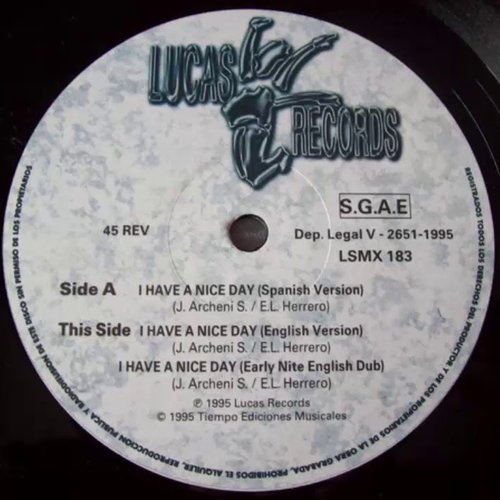 LUCAS
RECORDS
S.G.A.E
45 REV
Dep. Legal V - 2651-1995
LSMX 183
Side A I HAVE A NICE DAY (Spanish Version)
(J. Archeni S. / E.L. Herrero)
This Side I HAVE A NICE DAY (English Version)
(J. Archeni S. / E.L. Herrero)
I HAVE A NICE DAY (Early Nite English Dub)
(J. Archeni S. / E.L. Herrero)
℗ 1995 Lucas Records
© 1995 Tiempo Ediciones Musicales
REGISTRADOS TODOS LOS DERECHOS DEL PRODUCTOR Y DE LOS PROPIETARIOS DE LA OBRA GRABADA, PROHIBIDOS EL ALQUILER, REPRODUCCION PUBLICA Y RADIODIFUSION DE ESTE DISCO SIN PERMISO DE LOS PROPIETARIOS